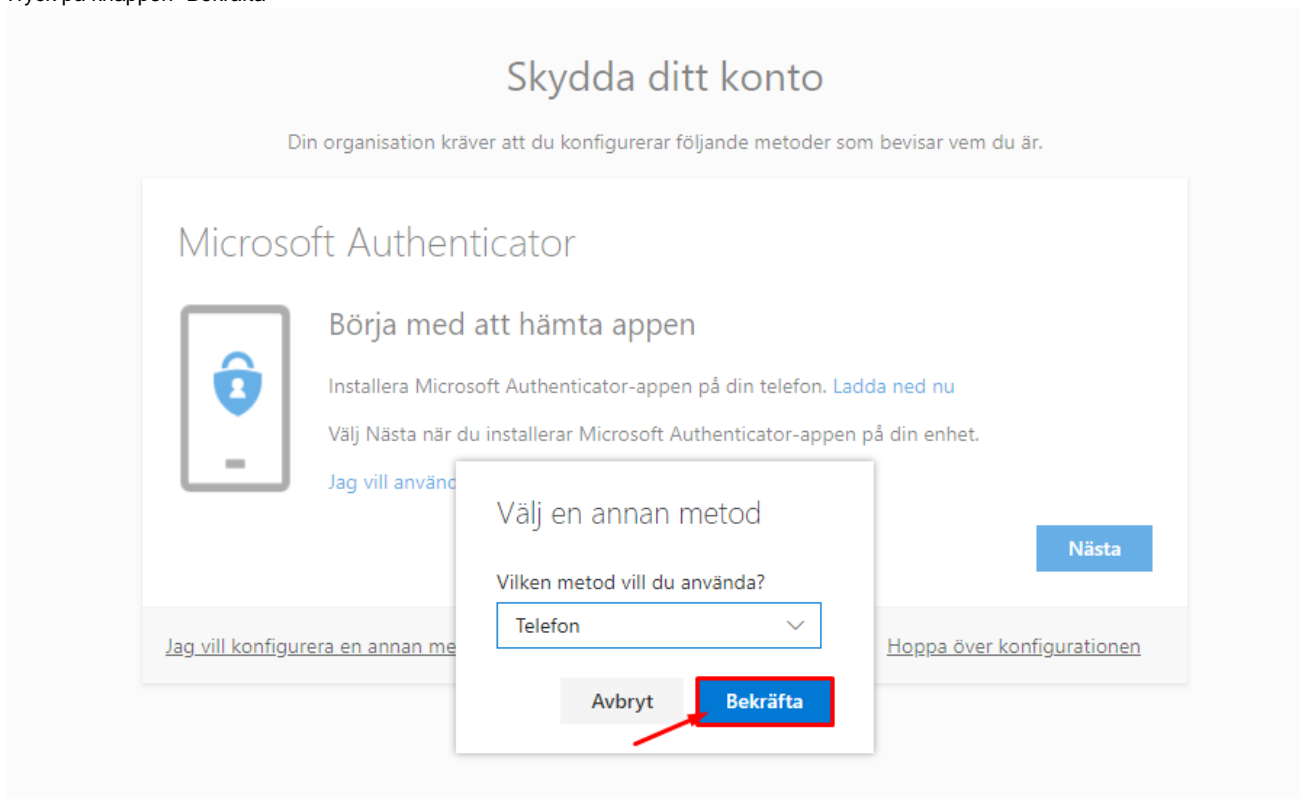 Skydda ditt konto
Din organisation kräver att du konfigurerar följande metoder som bevisar vem du är.
Microsoft Authenticator
Börja med att hämta appen
Installera Microsoft Authenticator-appen på din telefon. Ladda ned nu
Välj Nästa när du installerar Microsoft Authenticator-appen på din enhet.
Jag vill
Välj en annan metod
Nästa
Vilken metod vill du använda?
Telefon
Jag vill konfigurera en annan
Hoppa över konfigurationen
Avbryt
Bekräfta